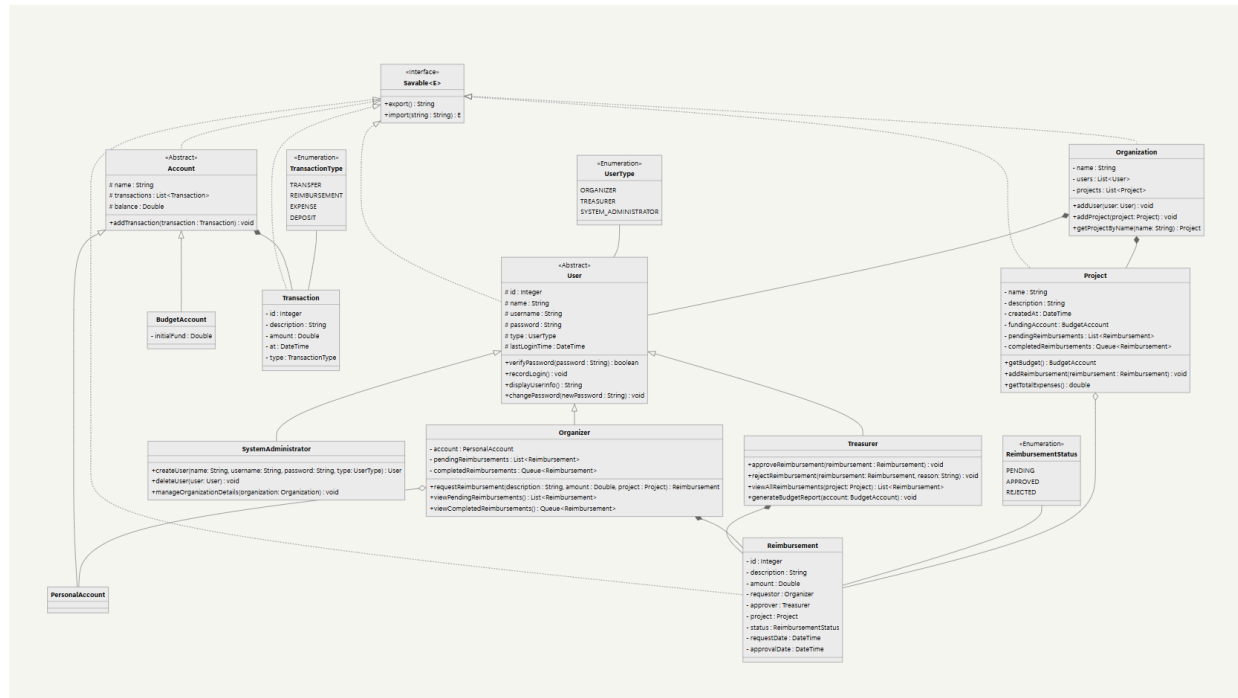 «Interface»
Savable<E>
+export() : String
+import(string : String) : E
«Abstract»
Account
# name : String
# transactions : List<Transaction>
# balance : Double
+addTransaction(transaction : Transaction) : void
«Enumeration»
TransactionType
TRANSFER
REIMBURSEMENT
EXPENSE
DEPOSIT
«Enumeration»
UserType
ORGANIZER
TREASURER
SYSTEM_ADMINISTRATOR
Organization
- name : String
- users : List<User>
- projects : List<Project>
+addUser(user: User) : void
+addProject(project: Project) : void
+getProjectByName(name: String) : Project
BudgetAccount
- initialFund : Double
Transaction
- id : Integer
- description : String
- amount : Double
- at : DateTime
- type : TransactionType
«Abstract»
User
# id : Integer
# name : String
# username : String
# password : String
# type : UserType
# lastLoginTime : DateTime
+verifyPassword(password : String) : boolean
+recordLogin() : void
+displayUserInfo() : String
+changePassword(newPassword : String) : void
Project
- name : String
- description : String
- createdAt : DateTime
- fundingAccount : BudgetAccount
- pendingReimbursements : List<Reimbursement>
- completedReimbursements : Queue<Reimbursement>
+getBudget() : BudgetAccount
+addReimbursement(reimbursement : Reimbursement) : void
+getTotalExpenses() : double
SystemAdministrator
+createUser(name: String, username: String, password: String, type: UserType) : User
+deleteUser(user: User) : void
+manageOrganizationDetails(organization: Organization) : void
Organizer
- account : PersonalAccount
- pendingReimbursements : List<Reimbursement>
- completedReimbursements : Queue<Reimbursement>
+requestReimbursement(description : String, amount : Double, project : Project) : Reimbursement
+viewPendingReimbursements() : List<Reimbursement>
+viewCompletedReimbursements() : Queue<Reimbursement>
Treasurer
+approveReimbursement(reimbursement : Reimbursement) : void
+rejectReimbursement(reimbursement: Reimbursement, reason: String) : void
+viewAllReimbursements(project: Project) : List<Reimbursement>
+generateBudgetReport(account: BudgetAccount) : void
«Enumeration»
ReimbursementStatus
PENDING
APPROVED
REJECTED
PersonalAccount
Reimbursement
- id : Integer
- description : String
- amount : Double
- requestor : Organizer
- approver : Treasurer
- project : Project
- status : ReimbursementStatus
- requestDate : DateTime
- approvalDate : DateTime